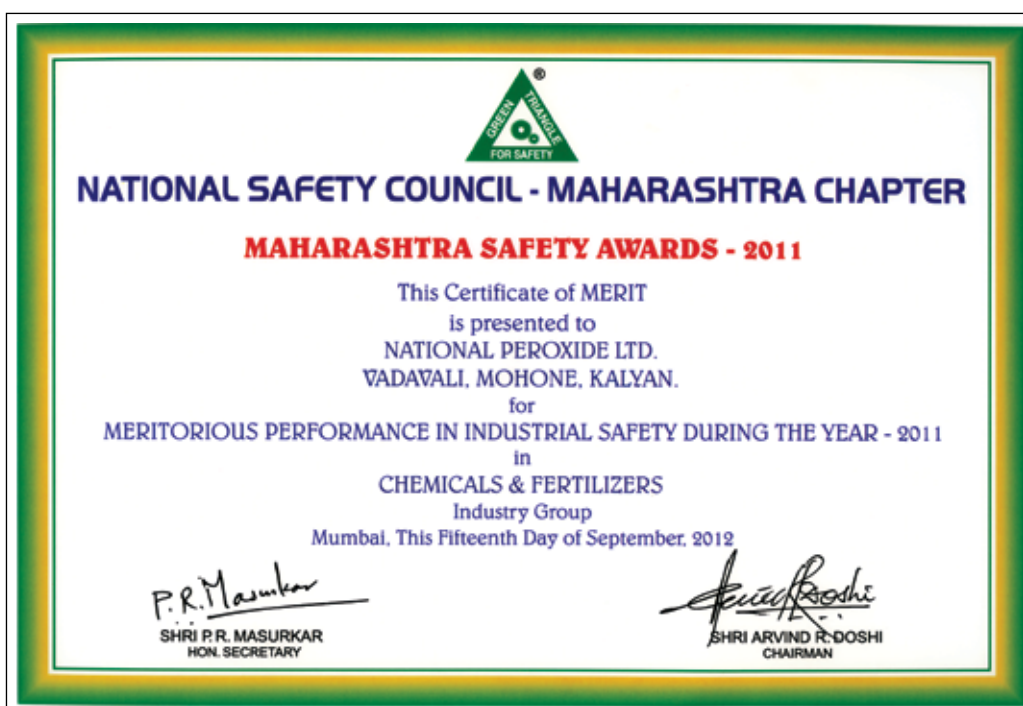 ®
GREEN TRIANGLE
FOR SAFETY
NATIONAL SAFETY COUNCIL - MAHARASHTRA CHAPTER
MAHARASHTRA SAFETY AWARDS - 2011
This Certificate of MERIT
is presented to
NATIONAL PEROXIDE LTD.
VADAVALI, MOHONE, KALYAN.
for
MERITORIOUS PERFORMANCE IN INDUSTRIAL SAFETY DURING THE YEAR - 2011
in
CHEMICALS & FERTILIZERS
Industry Group
Mumbai, This Fifteenth Day of September, 2012
P.R. Masurkar
SHRI P. R. MASURKAR
HON. SECRETARY
Arvind R Doshi
SHRI ARVIND R. DOSHI
CHAIRMAN